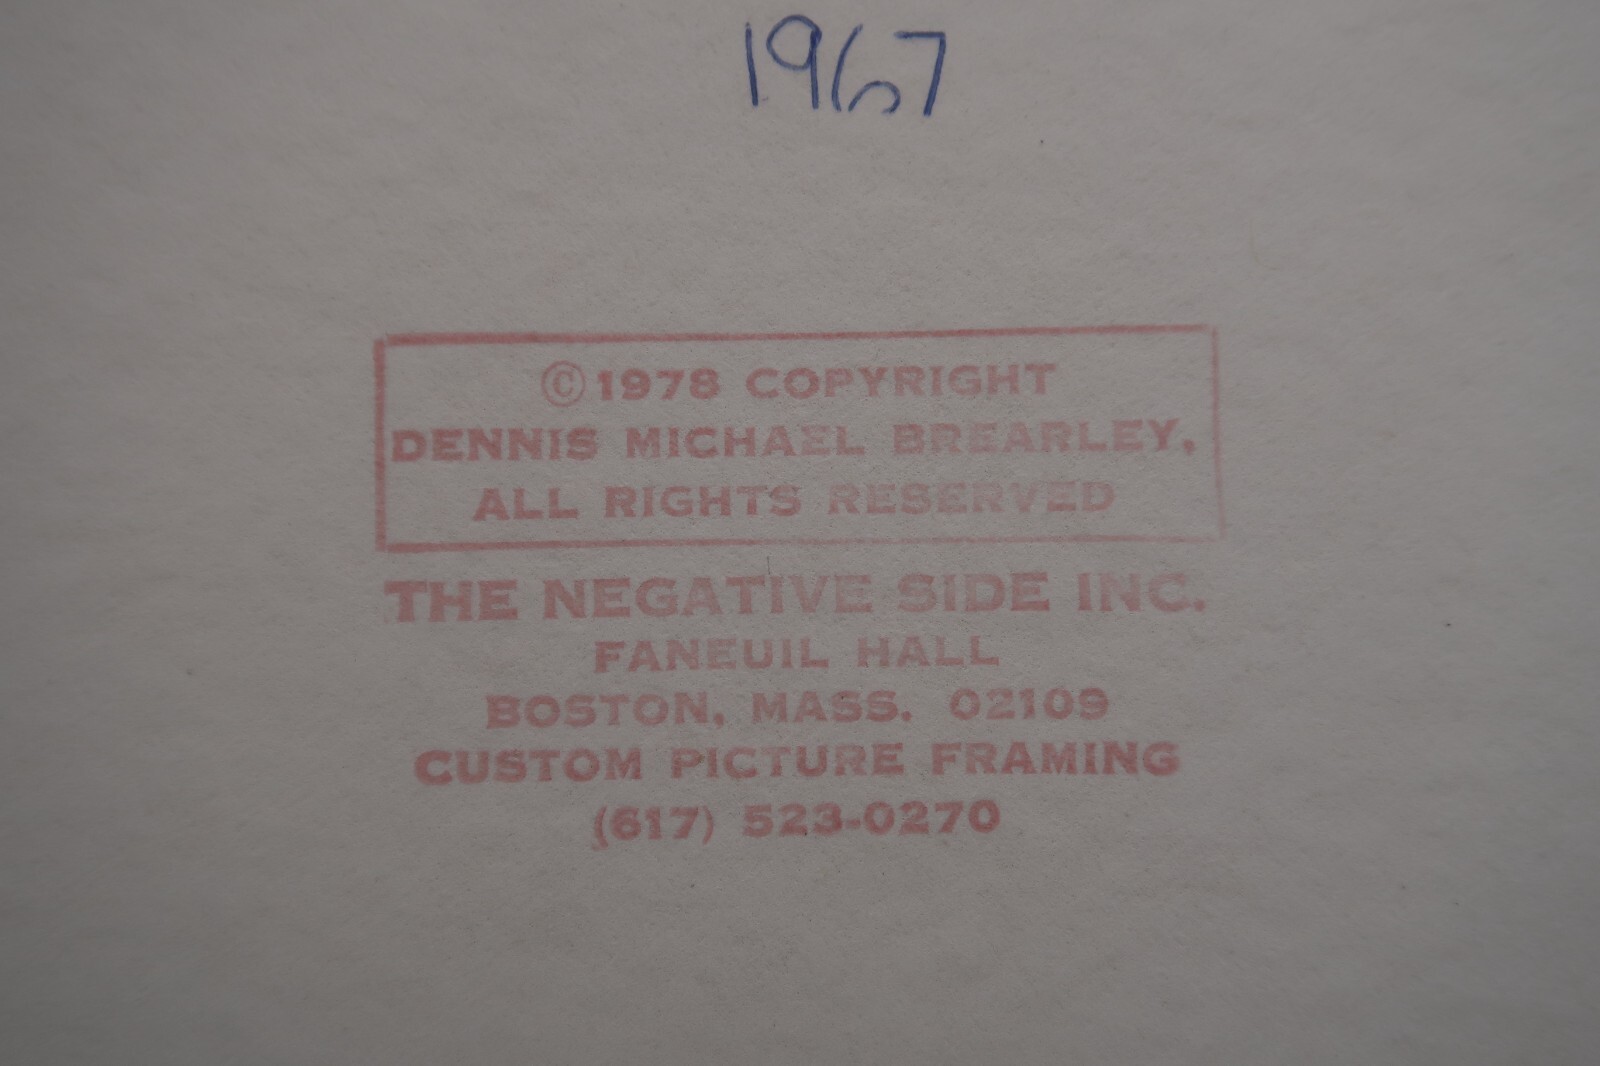 1967
©1978 COPYRIGHT
DENNIS MICHAEL BREARLEY,
ALL RIGHTS RESERVED
THE NEGATIVE SIDE INC.
FANEUIL HALL
BOSTON, MASS. 02109
CUSTOM PICTURE FRAMING
(617) 523-0270